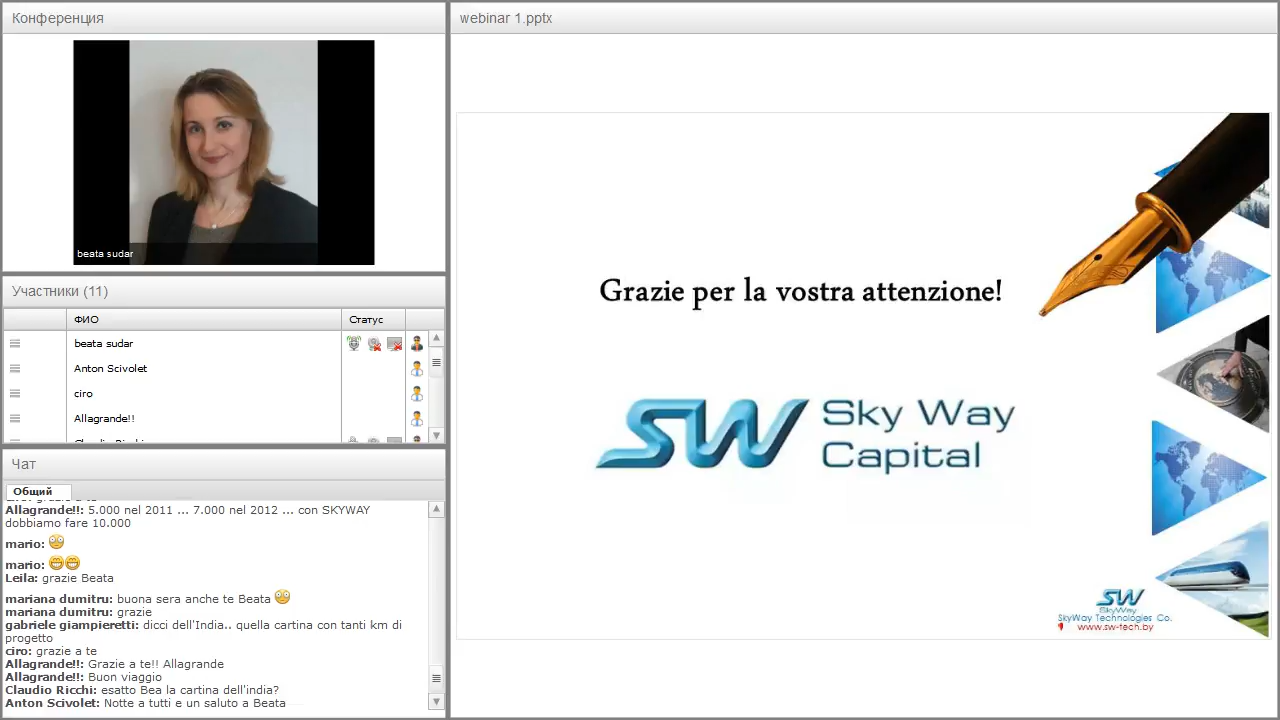 Конференция
beata sudar
Участники (11)
ФИО
Статус
beata sudar
Anton Scivolet
ciro
Allagrande!!
Чат
Общий
Allagrande!!: 5.000 nel 2011 ... 7.000 nel 2012 ... con SKYWAY
dobbiamo fare 10.000
mario:
mario:
Leila: grazie Beata
mariana dumitru: buona sera anche te Beata
mariana dumitru: grazie
gabriele giampieretti: dicci dell'India.. quella cartina con tanti km di
progetto
ciro: grazie a te
Allagrande!!: Grazie a te!! Allagrande
Allagrande!!: Buon viaggio
Claudio Ricchi: esatto Bea la cartina dell'india?
Anton Scivolet: Notte a tutti e un saluto a Beata
webinar 1.pptx
Grazie per la vostra attenzione!
SW Sky Way
Capital
SW
SkyWay
SkyWay Technologies Co.
www.sw-tech.by